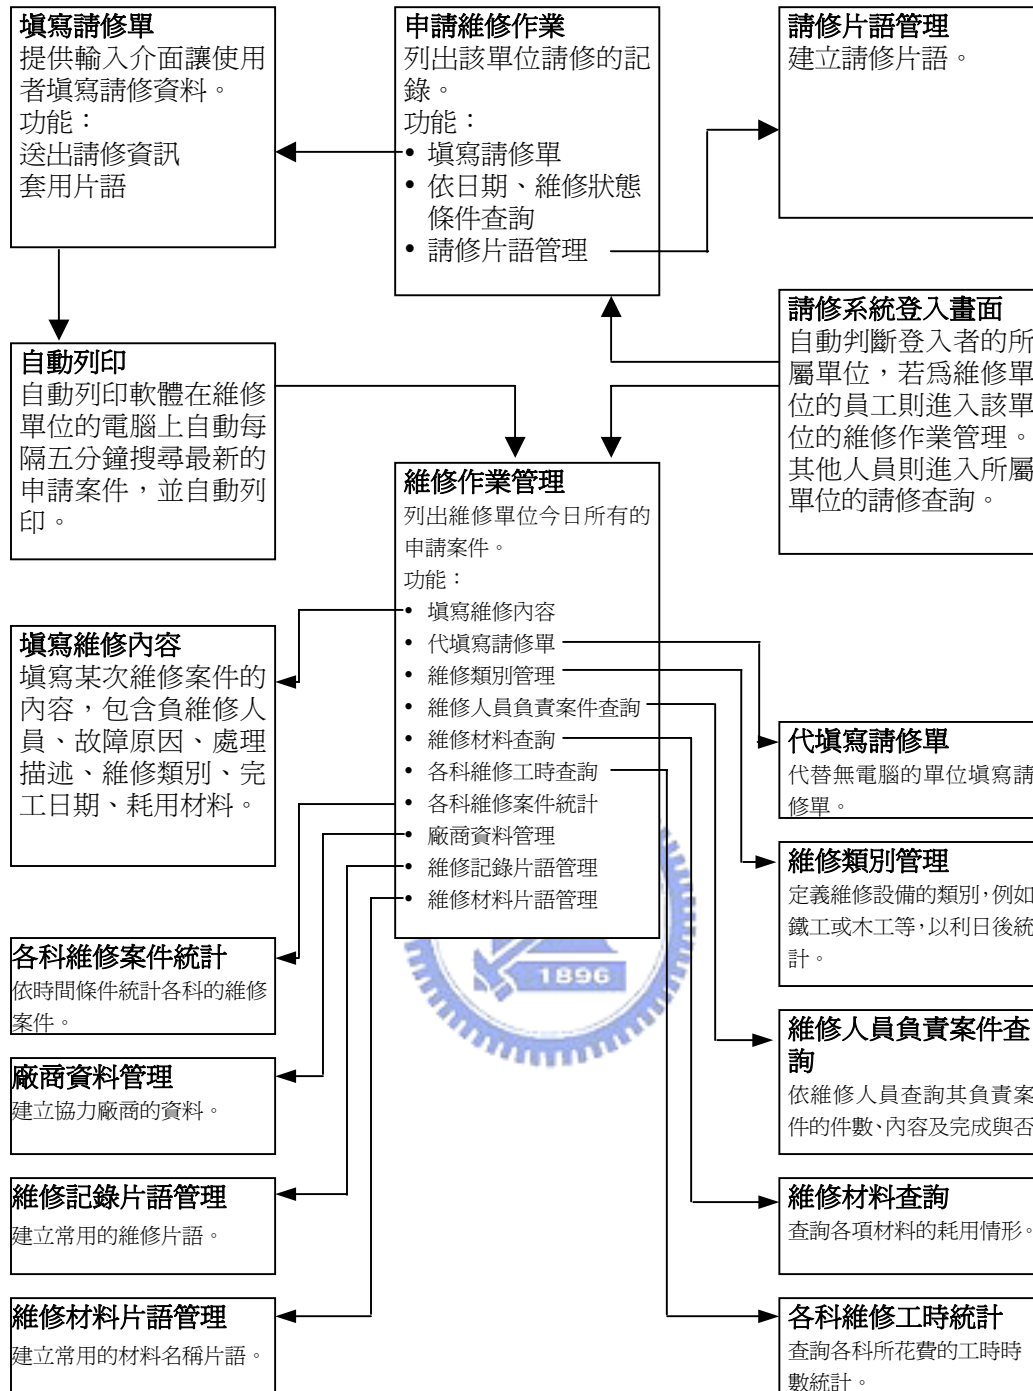 填寫請修單
提供輸入介面讓使用
者填寫請修資料。
功能：
送出請修資訊
套用片語
申請維修作業
列出該單位請修的記
錄。
功能：
• 填寫請修單
• 依日期、維修狀態
條件查詢
• 請修片語管理
請修片語管理
建立請修片語。
請修系統登入畫面
自動判斷登入者的所
屬單位，若為維修單
位的員工則進入該單
位的維修作業管理。
其他人員則進入所屬
單位的請修查詢。
自動列印
自動列印軟體在維修
單位的電腦上自動每
隔五分鐘搜尋最新的
申請案件，並自動列
印。
維修作業管理
列出維修單位今日所有的
申請案件。
功能：
• 填寫維修內容
• 代填寫請修單
• 維修類別管理
• 維修人員負責案件查詢
• 維修材料查詢
• 各科維修工時查詢
• 各科維修案件統計
• 廠商資料管理
• 維修記錄片語管理
• 維修材料片語管理
填寫維修內容
填寫某次維修案件的
內容，包含負維修人
員、故障原因、處理
描述、維修類別、完
工日期、耗用材料。
代填寫請修單
代替無電腦的單位填寫請
修單。
維修類別管理
定義維修設備的類別，例如
鐵工或木工等，以利日後統
計。
各科維修案件統計
依時間條件統計各科的維修
案件。
1896
維修人員負責案件查
詢
依維修人員查詢其負責案
件的件數、內容及完成與否
廠商資料管理
建立協力廠商的資料。
維修記錄片語管理
建立常用的維修片語。
維修材料查詢
查詢各項材料的耗用情形。
維修材料片語管理
建立常用的材料名稱片語。
各科維修工時統計
查詢各科所花費的工時時
數統計。